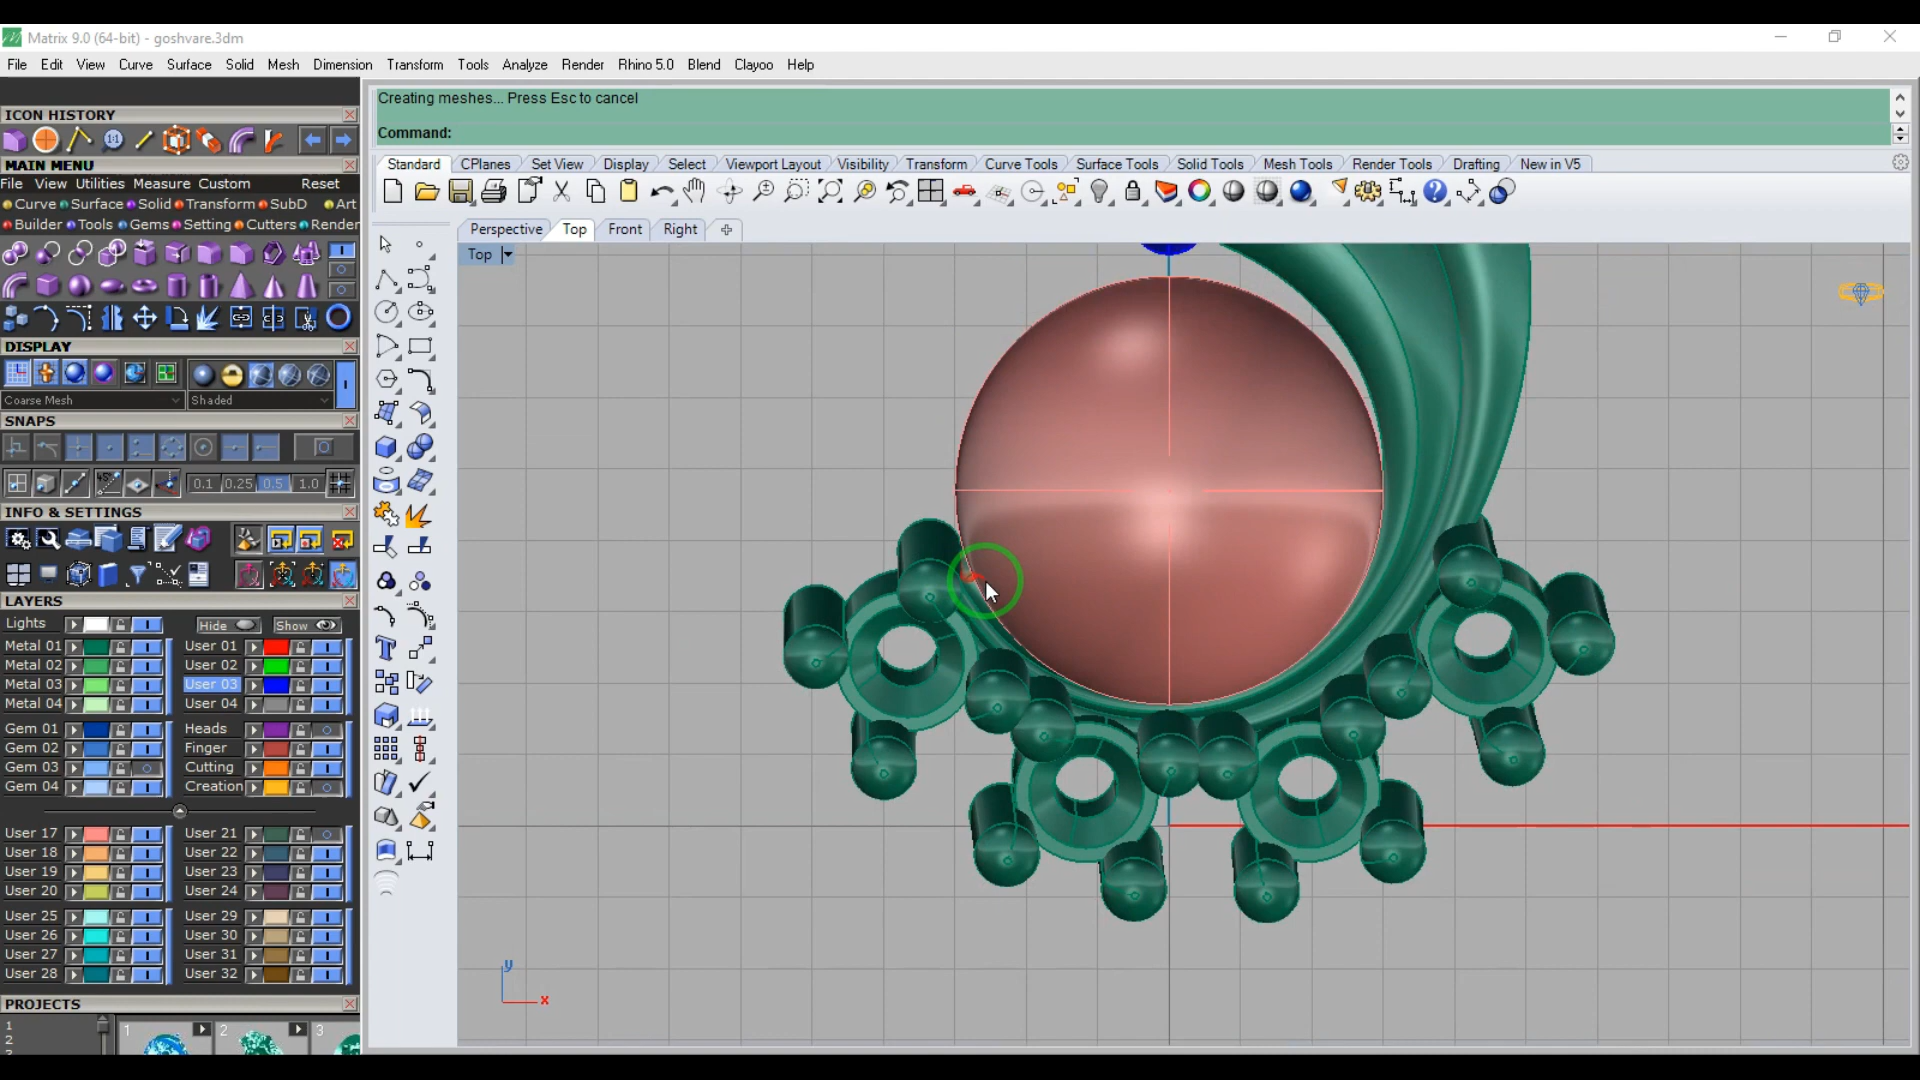 Matrix 9.0 (64-bit) - goshvare.3dm
File Edit View Curve Surface Solid Mesh Dimension Transform Tools Analyze Render Rhino 5.0 Blend Clayoo Help
Creating meshes... Press Esc to cancel
Command:
Standard CPlanes Set View Display Select Viewport Layout Visibility Transform Curve Tools Surface Tools Solid Tools Mesh Tools Render Tools Drafting New in V5
Perspective Top Front Right
Top
ICON HISTORY
MAIN MENU
File View Utilities Measure Custom Reset
Curve Surface Solid Transform SubD Art
Builder Tools Gems Setting Cutters Render
DISPLAY
Coarse Mesh Shaded
SNAPS
0.1 0.25 0.5 1.0
INFO & SETTINGS
LAYERS
Lights Hide Show
Metal 01 User 01
Metal 02 User 02
Metal 03 User 03
Metal 04 User 04
Gem 01 Heads
Gem 02 Finger
Gem 03 Cutting
Gem 04 Creation
User 17 User 21
User 18 User 22
User 19 User 23
User 20 User 24
User 25 User 29
User 26 User 30
User 27 User 31
User 28 User 32
PROJECTS
1
2
1 2 3
y
x